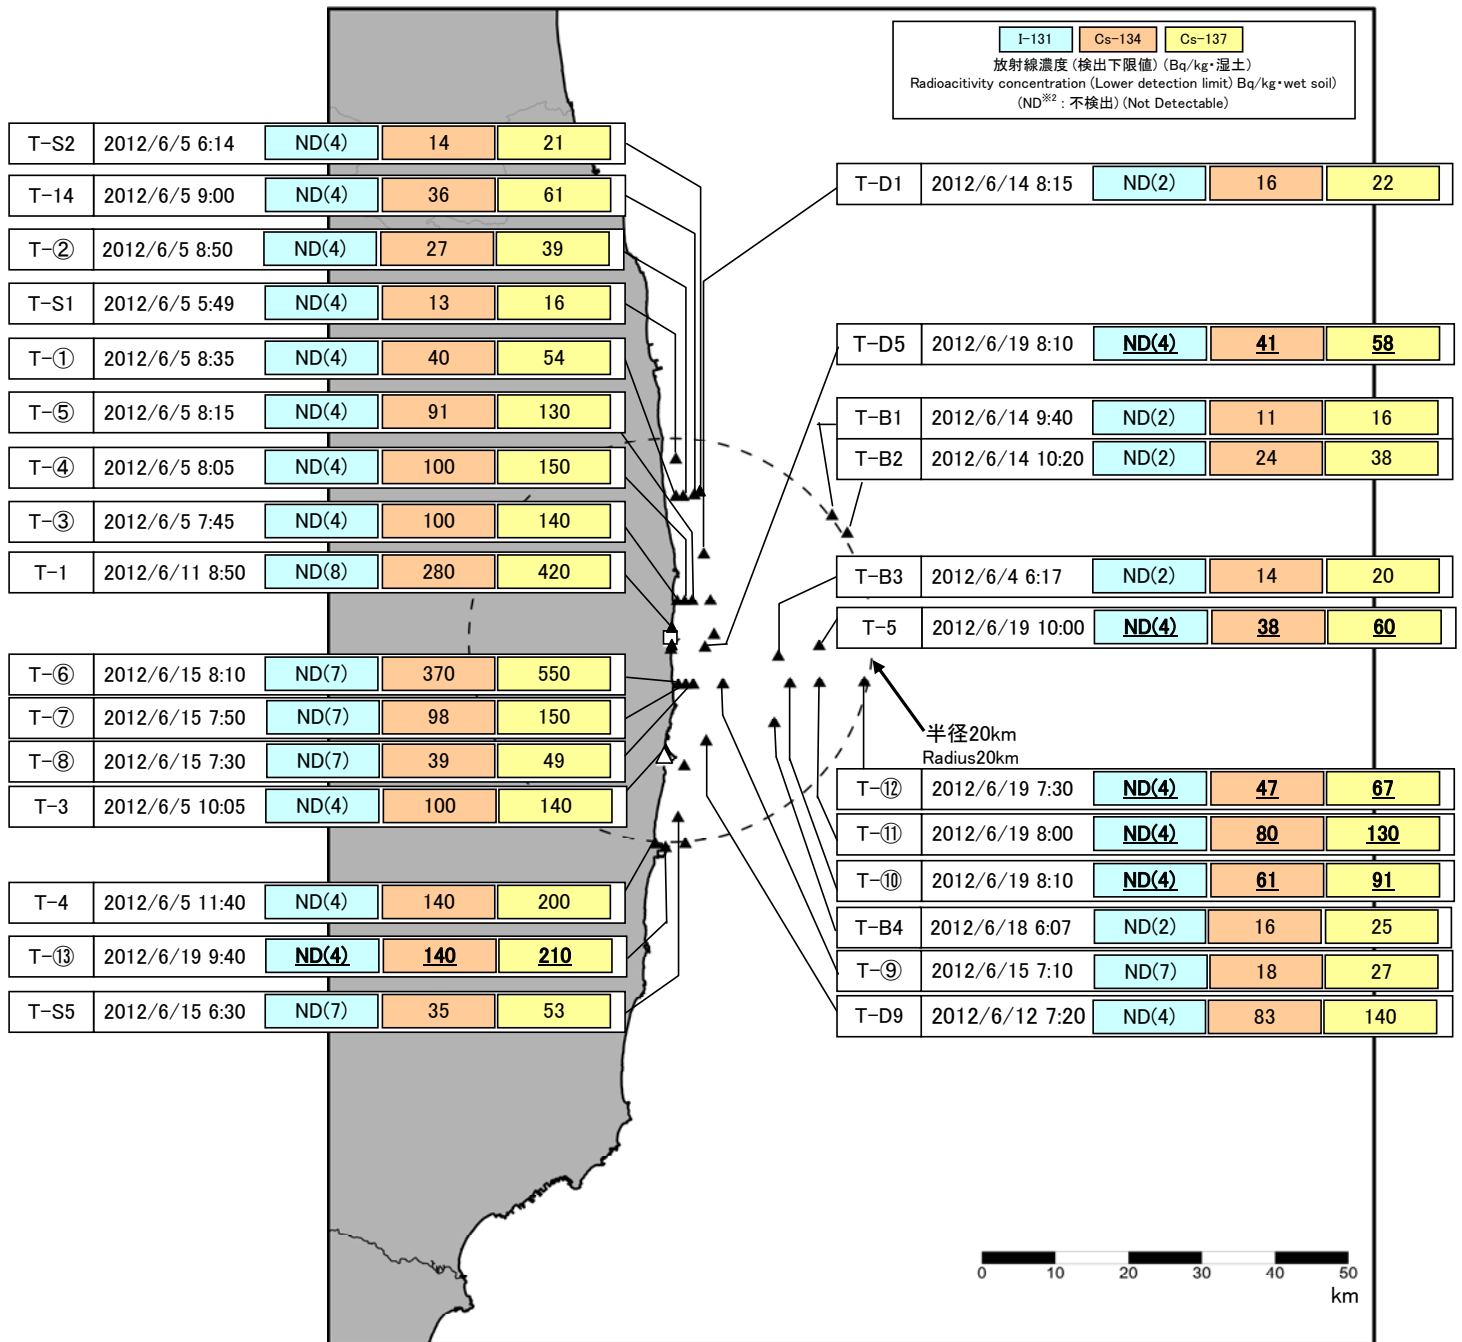 I-131 Cs-134 Cs-137
放射線濃度 (検出下限値) (Bq/kg・湿土)
Radioacitivity concentration (Lower detection limit) Bq/kg・wet soil)
(ND※2 : 不検出) (Not Detectable)
T-S2 2012/6/5 6:14 ND(4) 14 21
T-14 2012/6/5 9:00 ND(4) 36 61
T-② 2012/6/5 8:50 ND(4) 27 39
T-S1 2012/6/5 5:49 ND(4) 13 16
T-① 2012/6/5 8:35 ND(4) 40 54
T-⑤ 2012/6/5 8:15 ND(4) 91 130
T-④ 2012/6/5 8:05 ND(4) 100 150
T-③ 2012/6/5 7:45 ND(4) 100 140
T-1 2012/6/11 8:50 ND(8) 280 420
T-⑥ 2012/6/15 8:10 ND(7) 370 550
T-⑦ 2012/6/15 7:50 ND(7) 98 150
T-⑧ 2012/6/15 7:30 ND(7) 39 49
T-3 2012/6/5 10:05 ND(4) 100 140
T-4 2012/6/5 11:40 ND(4) 140 200
T-⑬ 2012/6/19 9:40 ND(4) 140 210
T-S5 2012/6/15 6:30 ND(7) 35 53
T-D1 2012/6/14 8:15 ND(2) 16 22
T-D5 2012/6/19 8:10 ND(4) 41 58
T-B1 2012/6/14 9:40 ND(2) 11 16
T-B2 2012/6/14 10:20 ND(2) 24 38
T-B3 2012/6/4 6:17 ND(2) 14 20
T-5 2012/6/19 10:00 ND(4) 38 60
半径20km
Radius20km
T-⑫ 2012/6/19 7:30 ND(4) 47 67
T-⑪ 2012/6/19 8:00 ND(4) 80 130
T-⑩ 2012/6/19 8:10 ND(4) 61 91
T-B4 2012/6/18 6:07 ND(2) 16 25
T-⑨ 2012/6/15 7:10 ND(7) 18 27
T-D9 2012/6/12 7:20 ND(4) 83 140
0 10 20 30 40 50
km